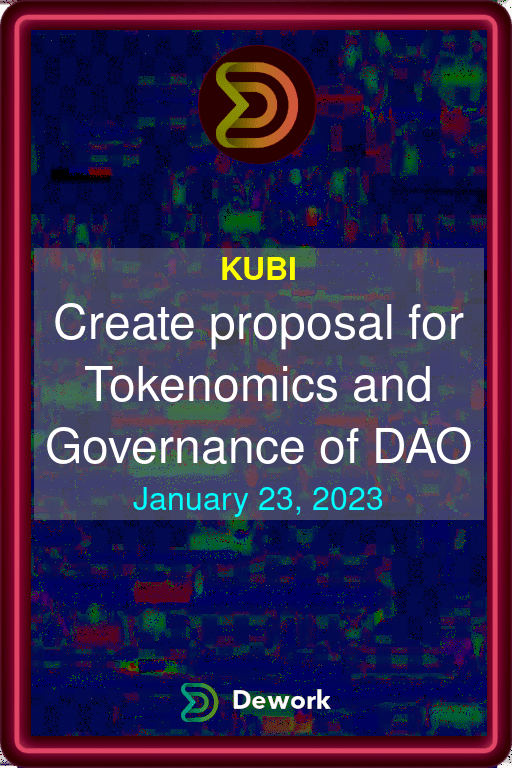 KUBI
Create proposal for
Tokenomics and
Governance of DAO
January 23, 2023
Dework